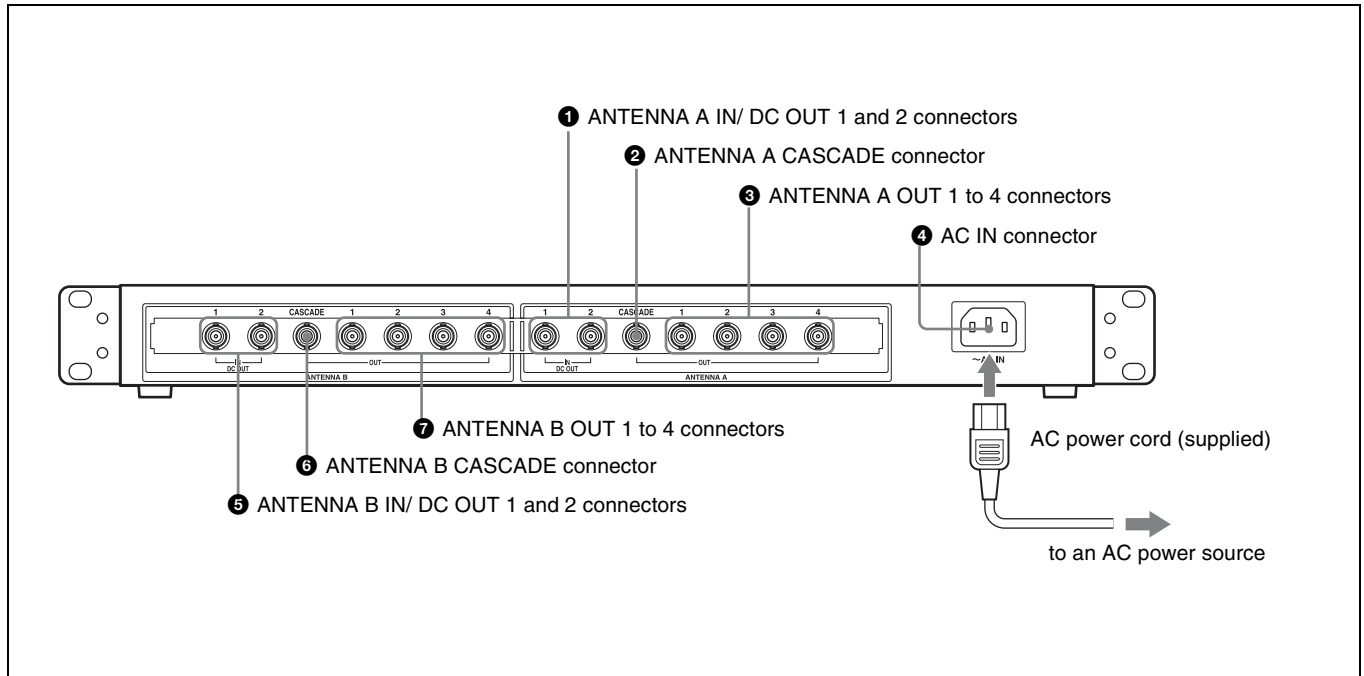 ❶ ANTENNA A IN/ DC OUT 1 and 2 connectors
❷ ANTENNA A CASCADE connector
❸ ANTENNA A OUT 1 to 4 connectors
❹ AC IN connector
1 2 CASCADE 1 2 3 4
IN
DC OUT
OUT
ANTENNA B
1 2 CASCADE 1 2 3 4
IN
DC OUT
OUT
ANTENNA A
~AC IN
❼ ANTENNA B OUT 1 to 4 connectors
❻ ANTENNA B CASCADE connector
❺ ANTENNA B IN/ DC OUT 1 and 2 connectors
AC power cord (supplied)
to an AC power source